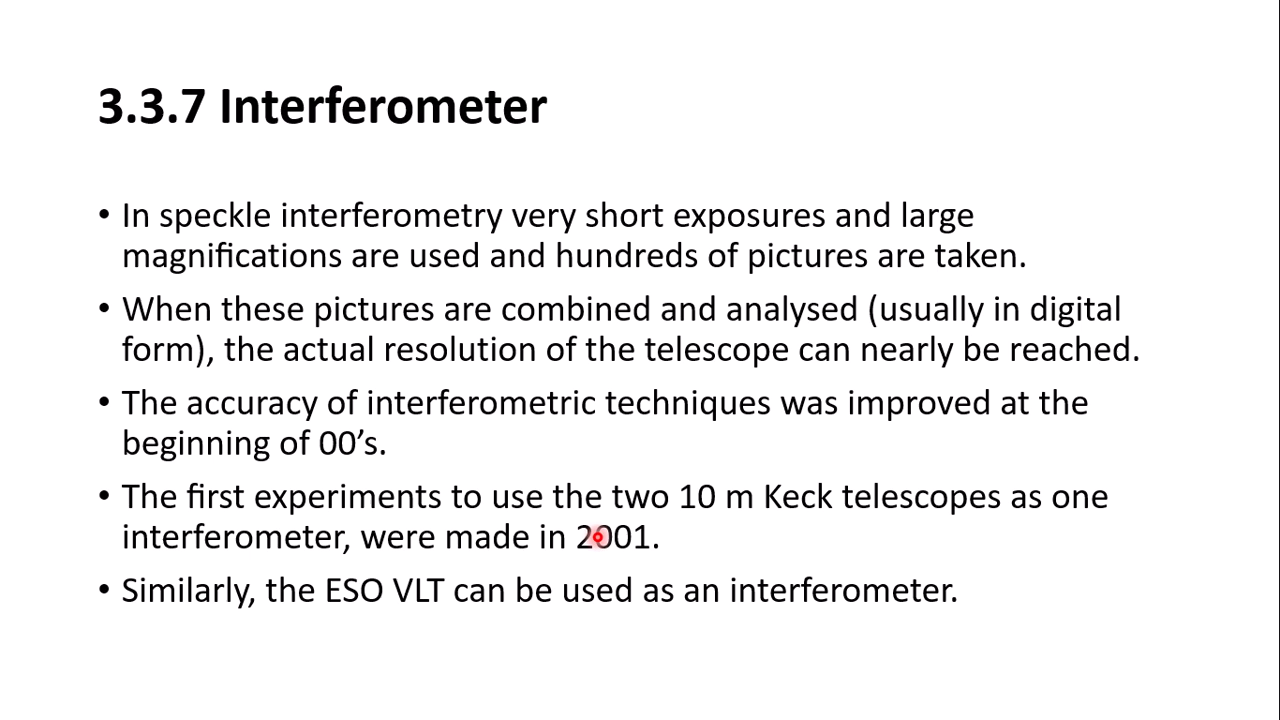 3.3.7 Interferometer
• In speckle interferometry very short exposures and large
magnifications are used and hundreds of pictures are taken.
• When these pictures are combined and analysed (usually in digital
form), the actual resolution of the telescope can nearly be reached.
• The accuracy of interferometric techniques was improved at the
beginning of 00’s.
• The first experiments to use the two 10 m Keck telescopes as one
interferometer, were made in 2001.
• Similarly, the ESO VLT can be used as an interferometer.